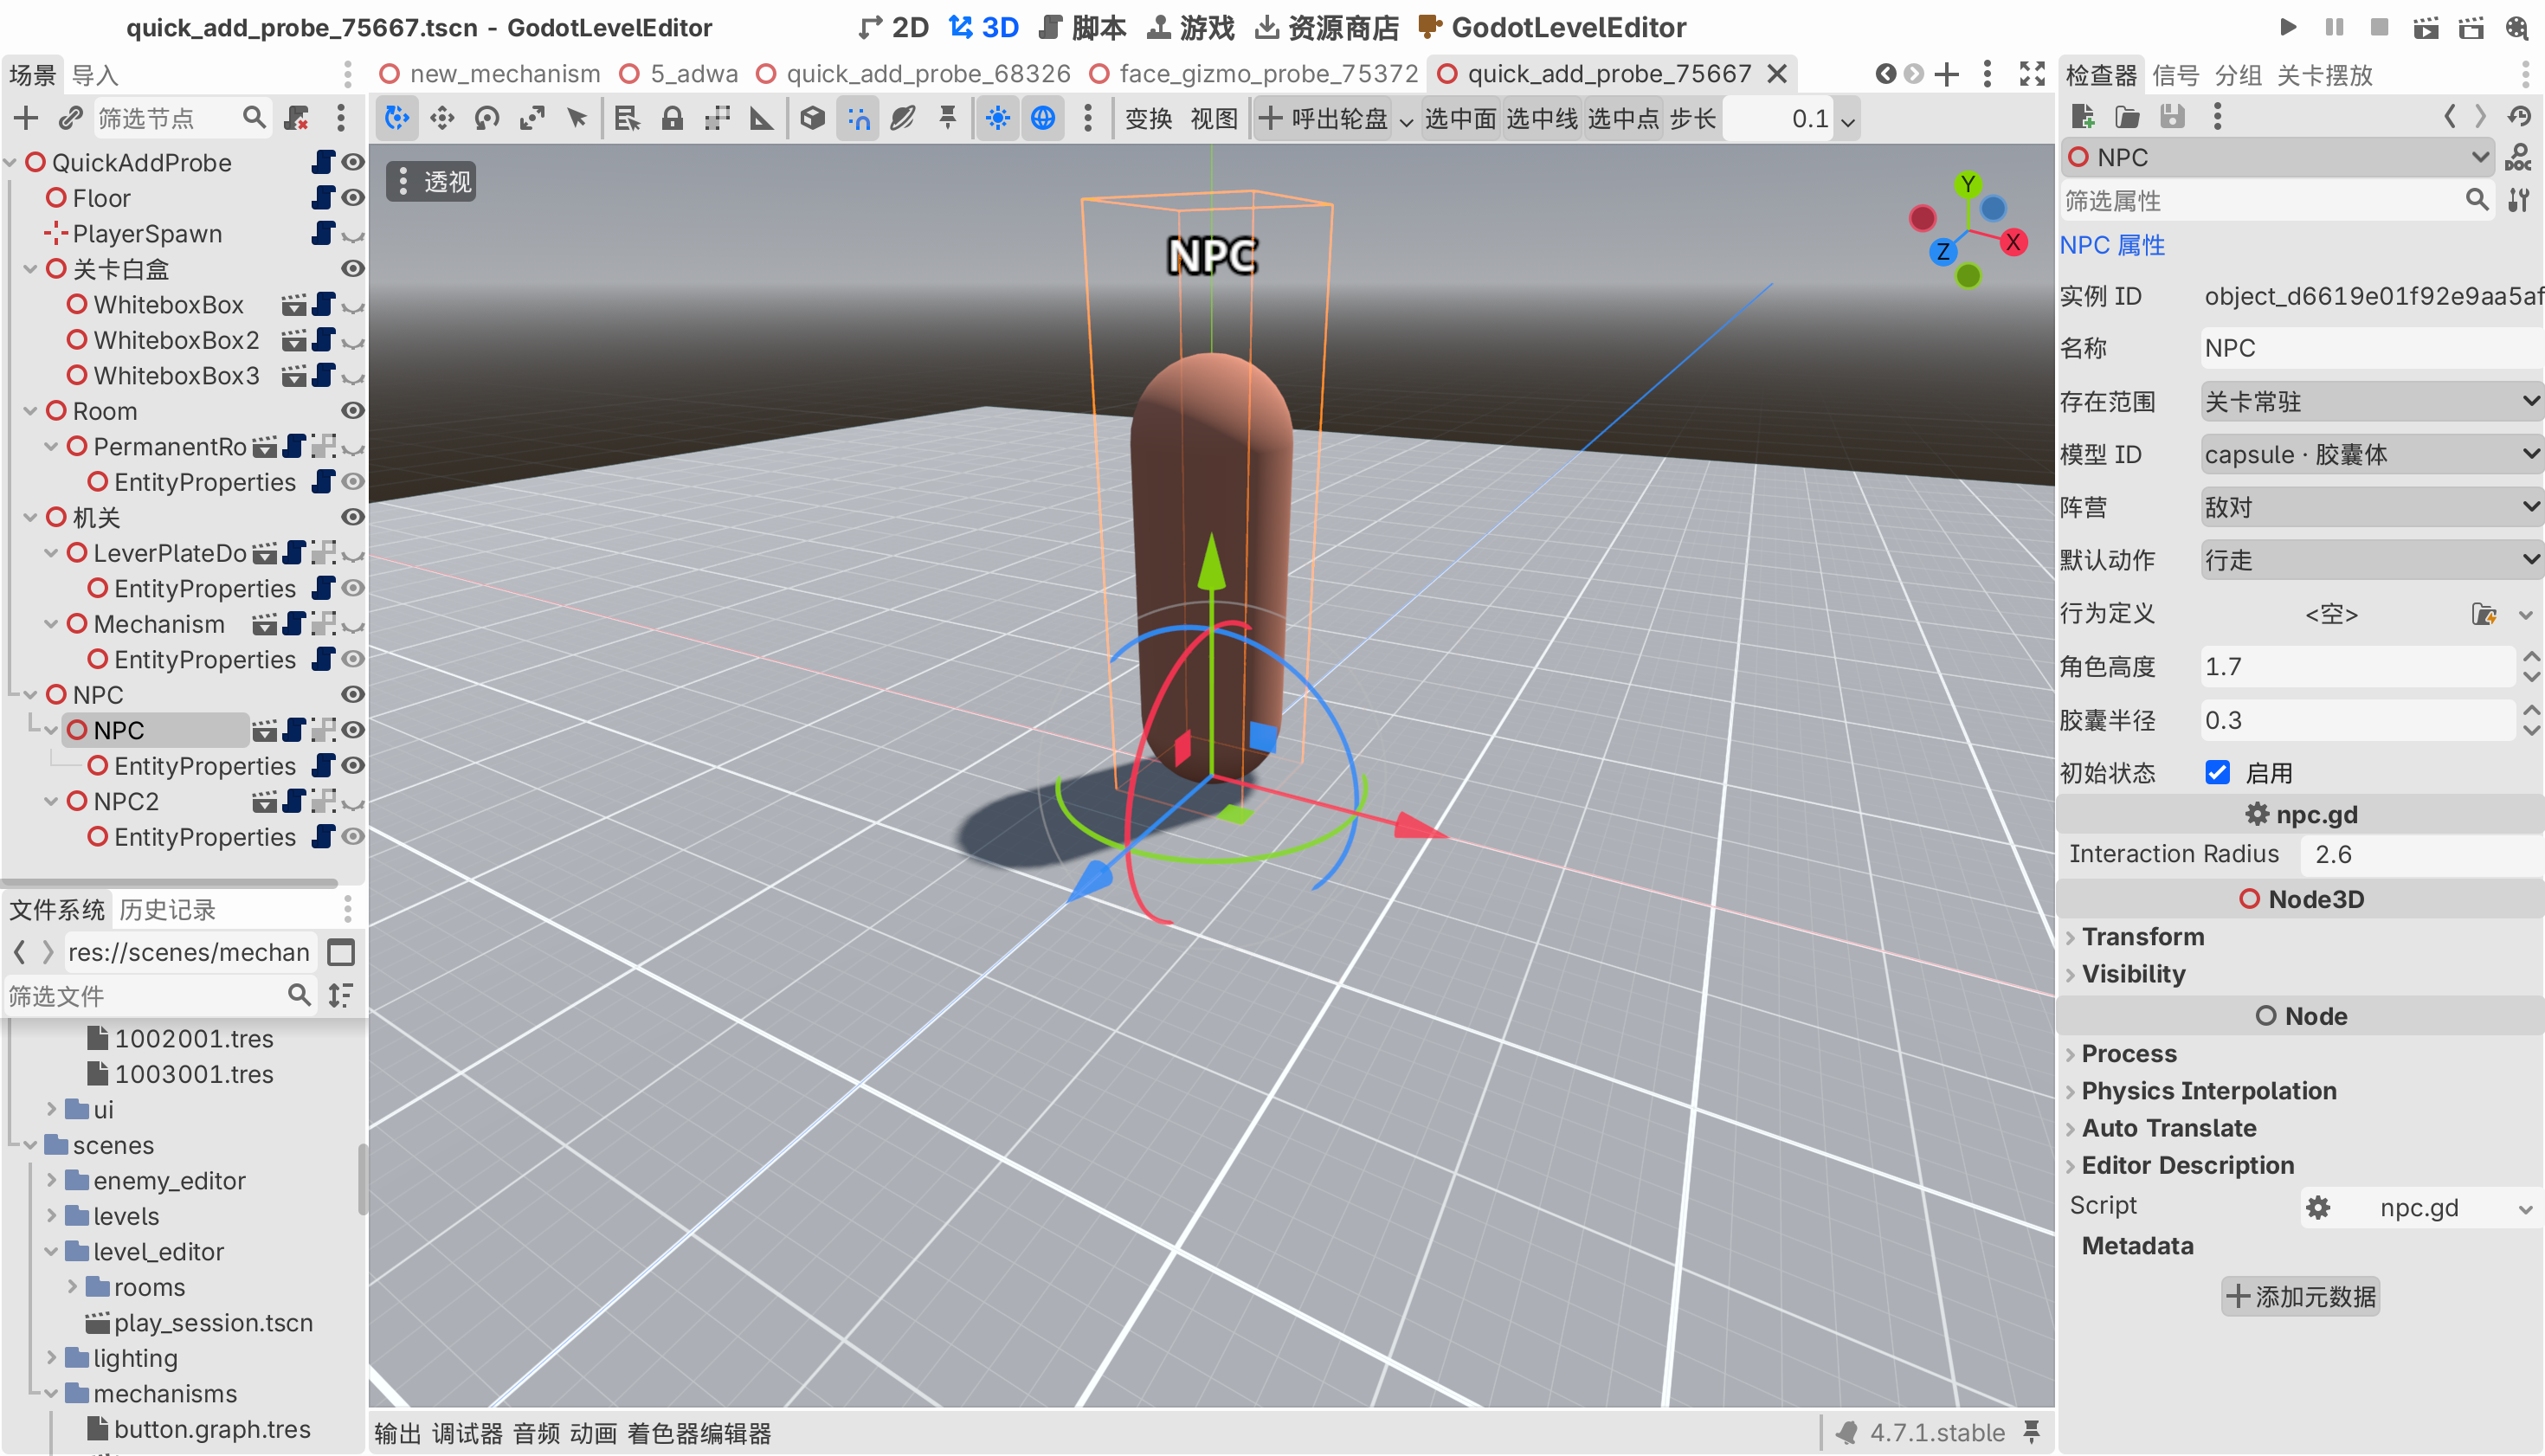 quick_add_probe_75667.tscn - GodotLevelEditor
2D 3D 脚本 游戏 资源商店 GodotLevelEditor
场景 导入
new_mechanism 5_adwa quick_add_probe_68326 face_gizmo_probe_75372 quick_add_probe_75667
检查器 信号 分组 关卡摆放
筛选节点
变换 视图 呼出轮盘 选中面 选中线 选中点 步长 0.1
QuickAddProbe
Floor
PlayerSpawn
关卡白盒
WhiteboxBox
WhiteboxBox2
WhiteboxBox3
Room
PermanentRo
EntityProperties
机关
LeverPlateDo
EntityProperties
Mechanism
EntityProperties
NPC
NPC
EntityProperties
NPC2
EntityProperties
文件系统 历史记录
res://scenes/mechan
筛选文件
1002001.tres
1003001.tres
ui
scenes
enemy_editor
levels
level_editor
rooms
play_session.tscn
lighting
mechanisms
button.graph.tres
透视
NPC
Y
X
Z
输出 调试器 音频 动画 着色器编辑器
4.7.1.stable
NPC
DOC
筛选属性
NPC 属性
实例 ID object_d6619e01f92e9aa5af
名称 NPC
存在范围 关卡常驻
模型 ID capsule · 胶囊体
阵营 敌对
默认动作 行走
行为定义 <空>
角色高度 1.7
胶囊半径 0.3
初始状态 启用
npc.gd
Interaction Radius 2.6
Node3D
Transform
Visibility
Node
Process
Physics Interpolation
Auto Translate
Editor Description
Script npc.gd
Metadata
添加元数据